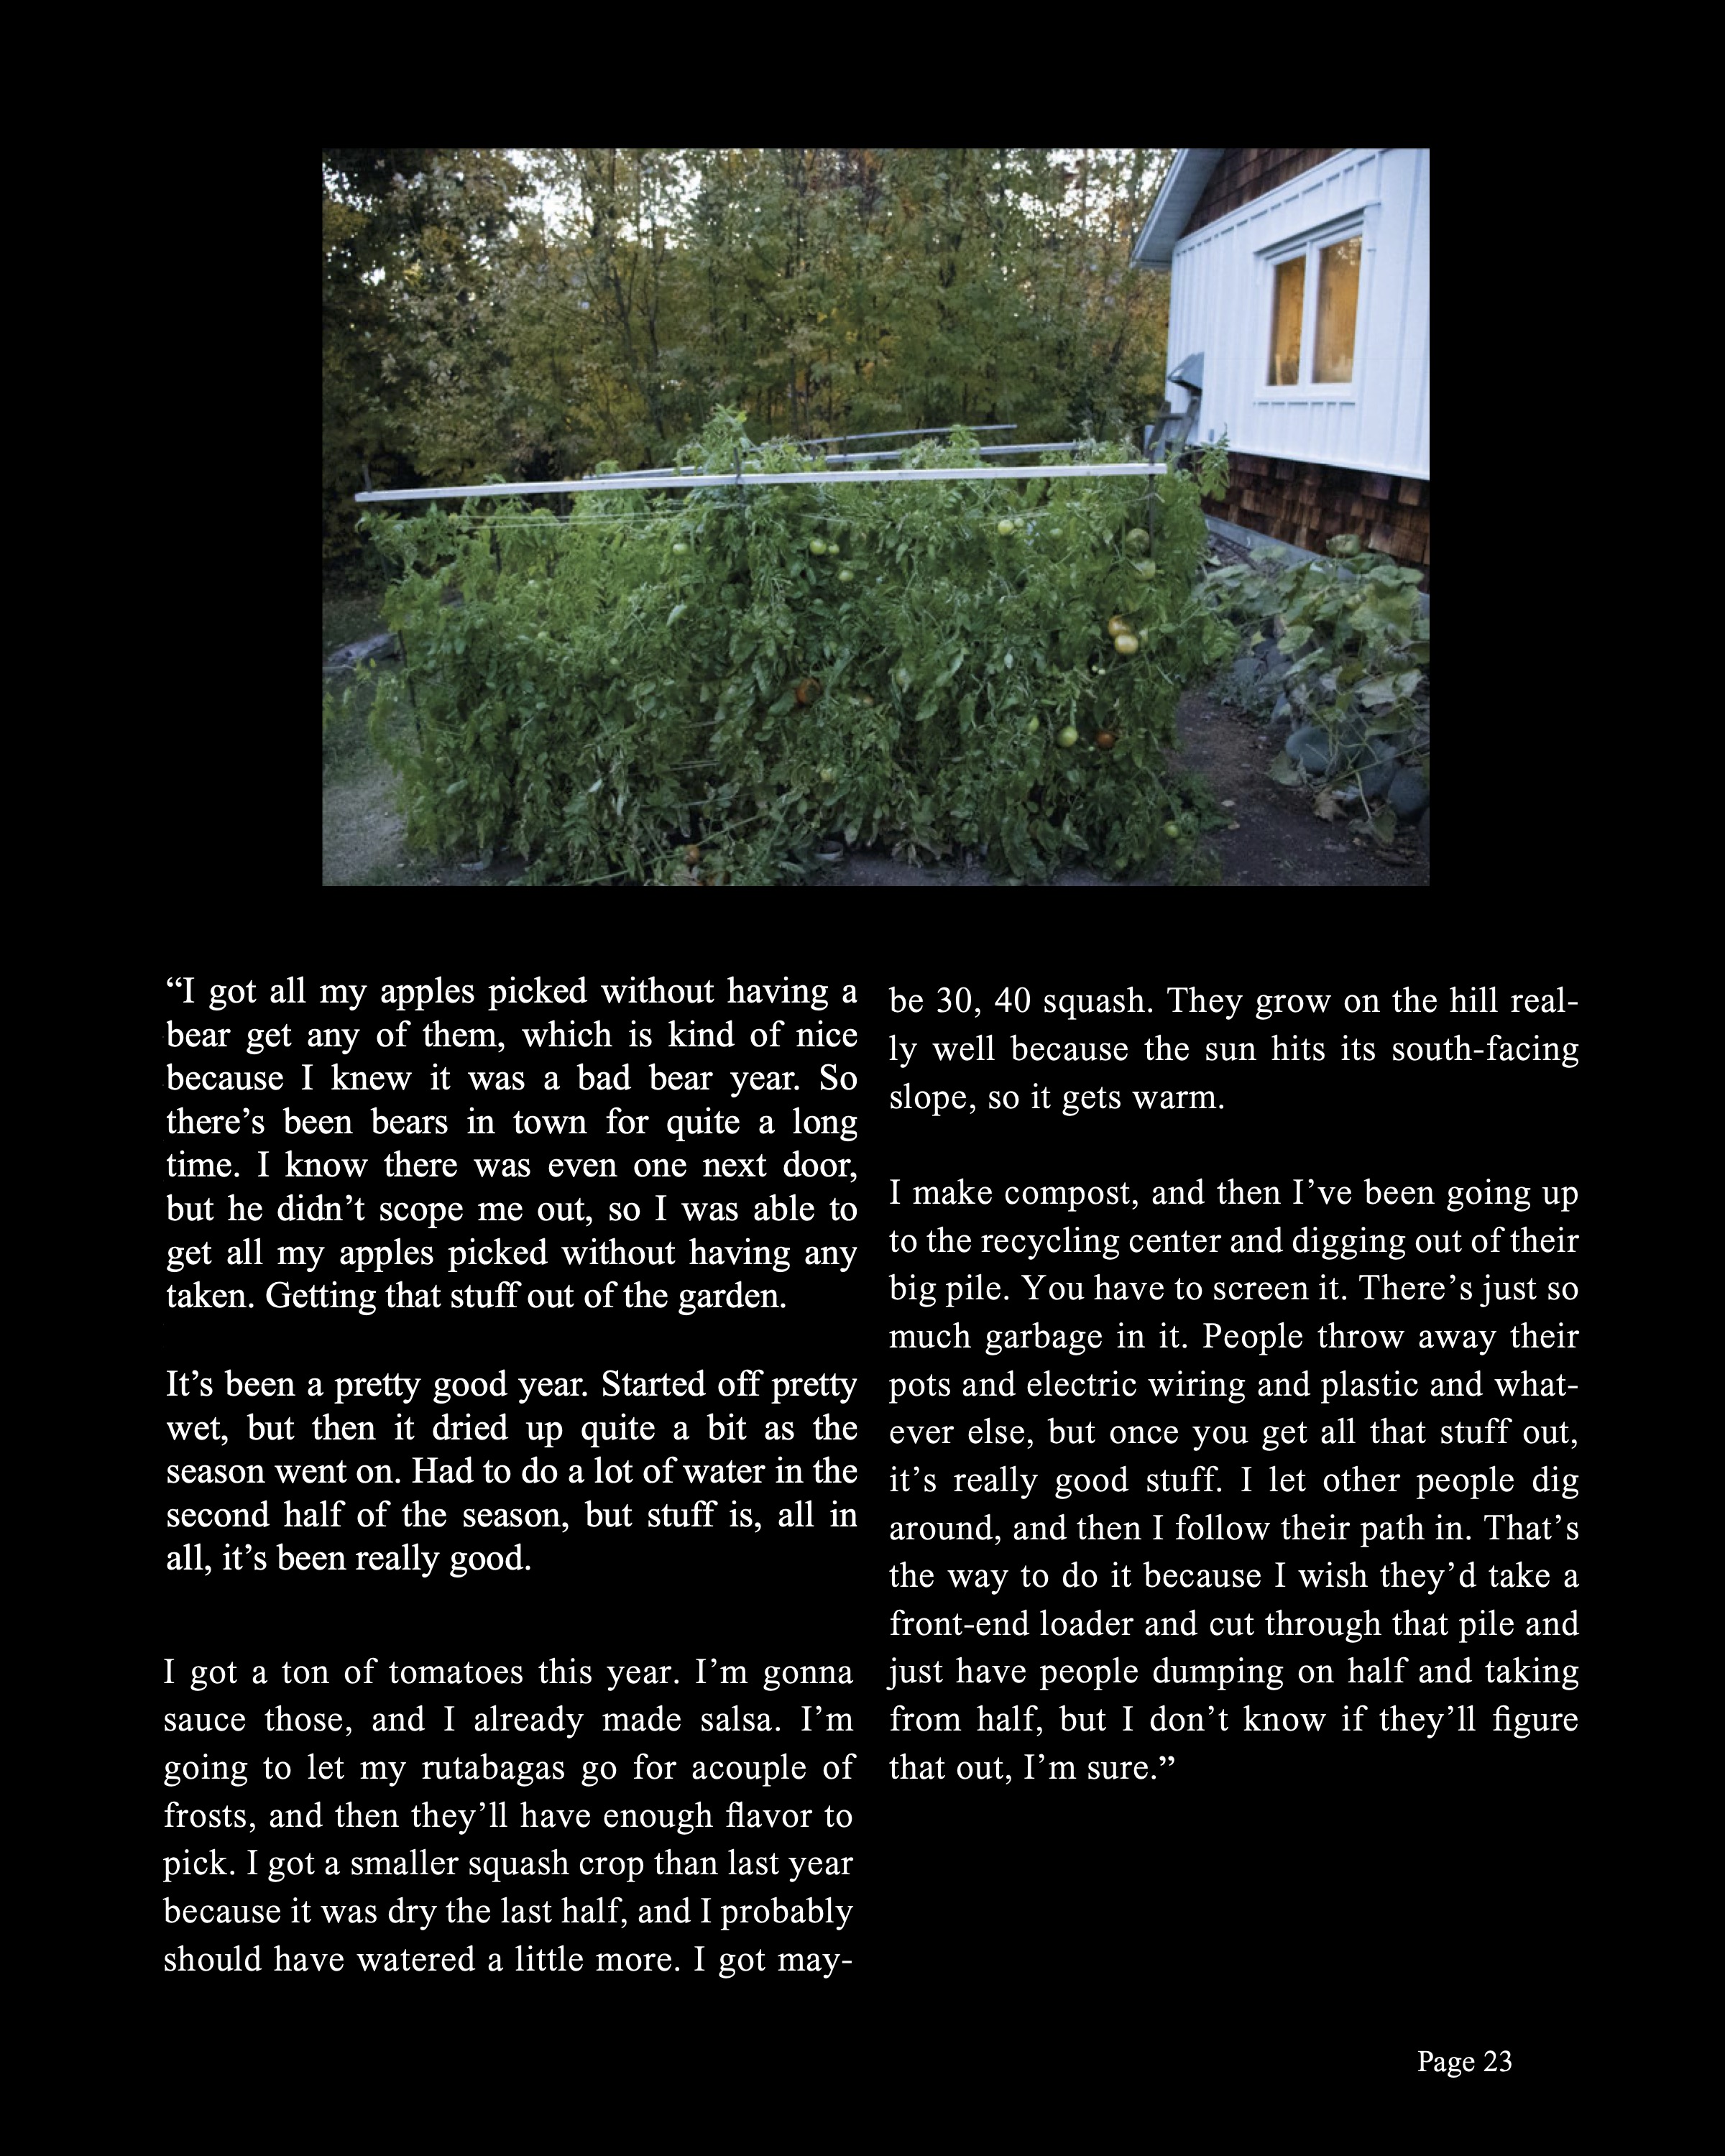 “I got all my apples picked without having a
bear get any of them, which is kind of nice
because I knew it was a bad bear year. So
there’s been bears in town for quite a long
time. I know there was even one next door,
but he didn’t scope me out, so I was able to
get all my apples picked without having any
taken. Getting that stuff out of the garden.
It’s been a pretty good year. Started off pretty
wet, but then it dried up quite a bit as the
season went on. Had to do a lot of water in the
second half of the season, but stuff is, all in
all, it’s been really good.
I got a ton of tomatoes this year. I’m gonna
sauce those, and I already made salsa. I’m
going to let my rutabagas go for acouple of
frosts, and then they’ll have enough flavor to
pick. I got a smaller squash crop than last year
because it was dry the last half, and I probably
should have watered a little more. I got may-
be 30, 40 squash. They grow on the hill real-
ly well because the sun hits its south-facing
slope, so it gets warm.
I make compost, and then I’ve been going up
to the recycling center and digging out of their
big pile. You have to screen it. There’s just so
much garbage in it. People throw away their
pots and electric wiring and plastic and what-
ever else, but once you get all that stuff out,
it’s really good stuff. I let other people dig
around, and then I follow their path in. That’s
the way to do it because I wish they’d take a
front-end loader and cut through that pile and
just have people dumping on half and taking
from half, but I don’t know if they’ll figure
that out, I’m sure.”
Page 23